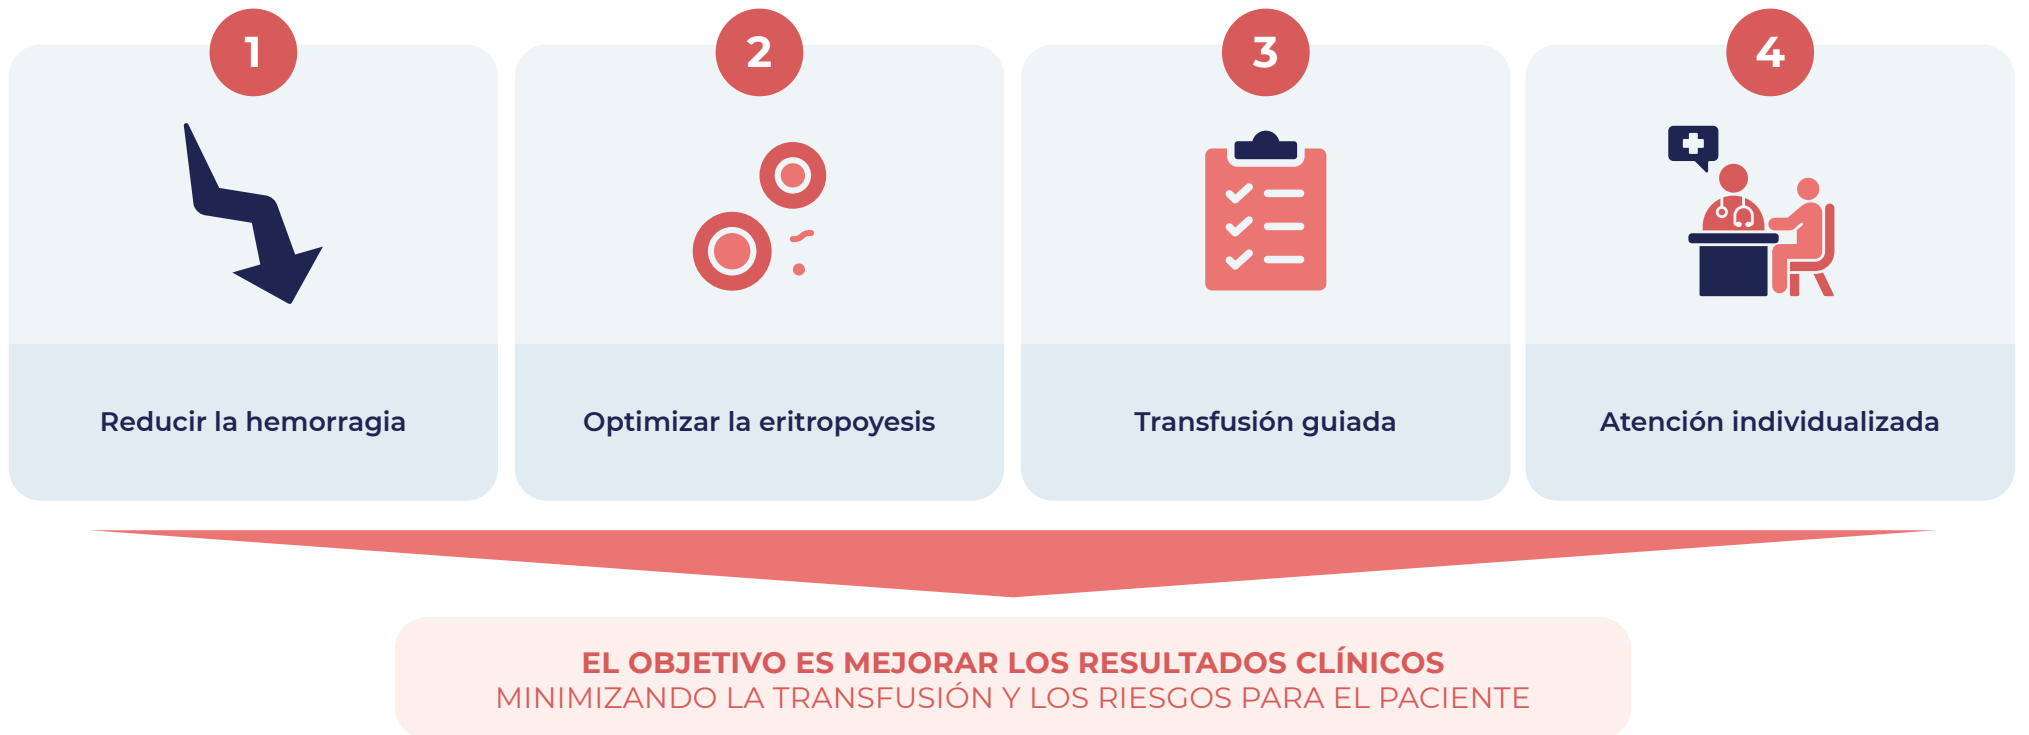 1
2
3
4
Reducir la hemorragia
Optimizar la eritropoyesis
Transfusión guiada
Atención individualizada
EL OBJETIVO ES MEJORAR LOS RESULTADOS CLÍNICOS
MINIMIZANDO LA TRANSFUSIÓN Y LOS RIESGOS PARA EL PACIENTE